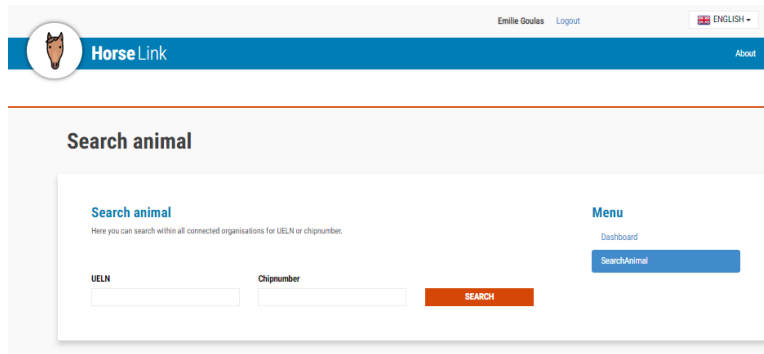 Emilie Goulas Logout ENGLISH
Horse Link
About
Search animal
Search animal
Here you can search within all connected organisations for UELN or chipnumber.
UELN Chipnumber
SEARCH
Menu
Dashboard
SearchAnimal